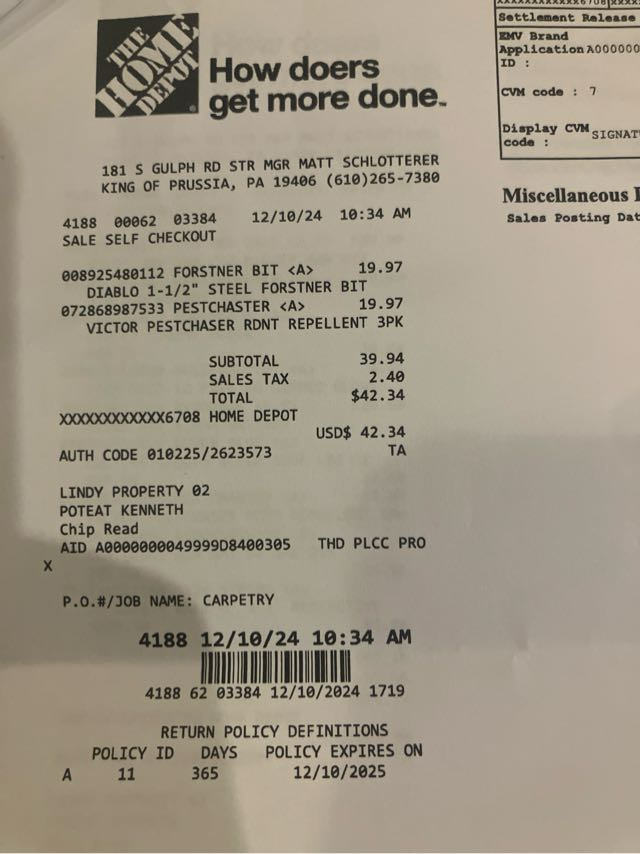 THE
HOME
DEPOT
How doers
get more done.
181 S GULPH RD STR MGR MATT SCHLOTTERER
KING OF PRUSSIA, PA 19406 (610)265-7380
4188 00062 03384 12/10/24 10:34 AM
SALE SELF CHECKOUT
008925480112 FORSTNER BIT <A> 19.97
DIABLO 1-1/2" STEEL FORSTNER BIT
072868987533 PESTCHASTER <A> 19.97
VICTOR PESTCHASER RDNT REPELLENT 3PK
SUBTOTAL 39.94
SALES TAX 2.40
TOTAL $42.34
XXXXXXXXXXXX6708 HOME DEPOT
USD$ 42.34
AUTH CODE 010225/2623573 TA
LINDY PROPERTY 02
POTEAT KENNETH
Chip Read
AID A0000000049999D8400305 THD PLCC PRO
X
P.O.#/JOB NAME: CARPETRY
4188 12/10/24 10:34 AM
4188 62 03384 12/10/2024 1719
RETURN POLICY DEFINITIONS
POLICY ID DAYS POLICY EXPIRES ON
A 11 365 12/10/2025
Settlement Release
EMV Brand
Application A000000
ID :
CVM code : 7
Display CVM SIGNAT
code :
Miscellaneous
Sales Posting Dat